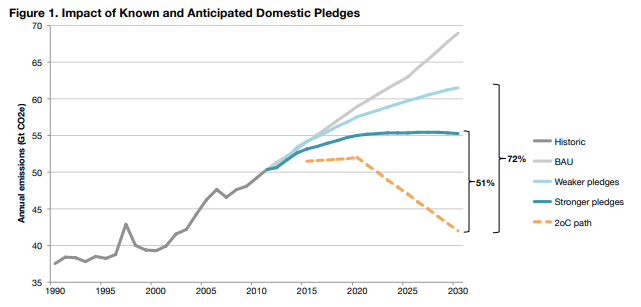 Figure 1. Impact of Known and Anticipated Domestic Pledges
Annual emissions (Gt CO2e)
70
65
60
55
50
45
40
35
1990 1995 2000 2005 2010 2015 2020 2025 2030
51%
72%
Historic
BAU
Weaker pledges
Stronger pledges
2oC path